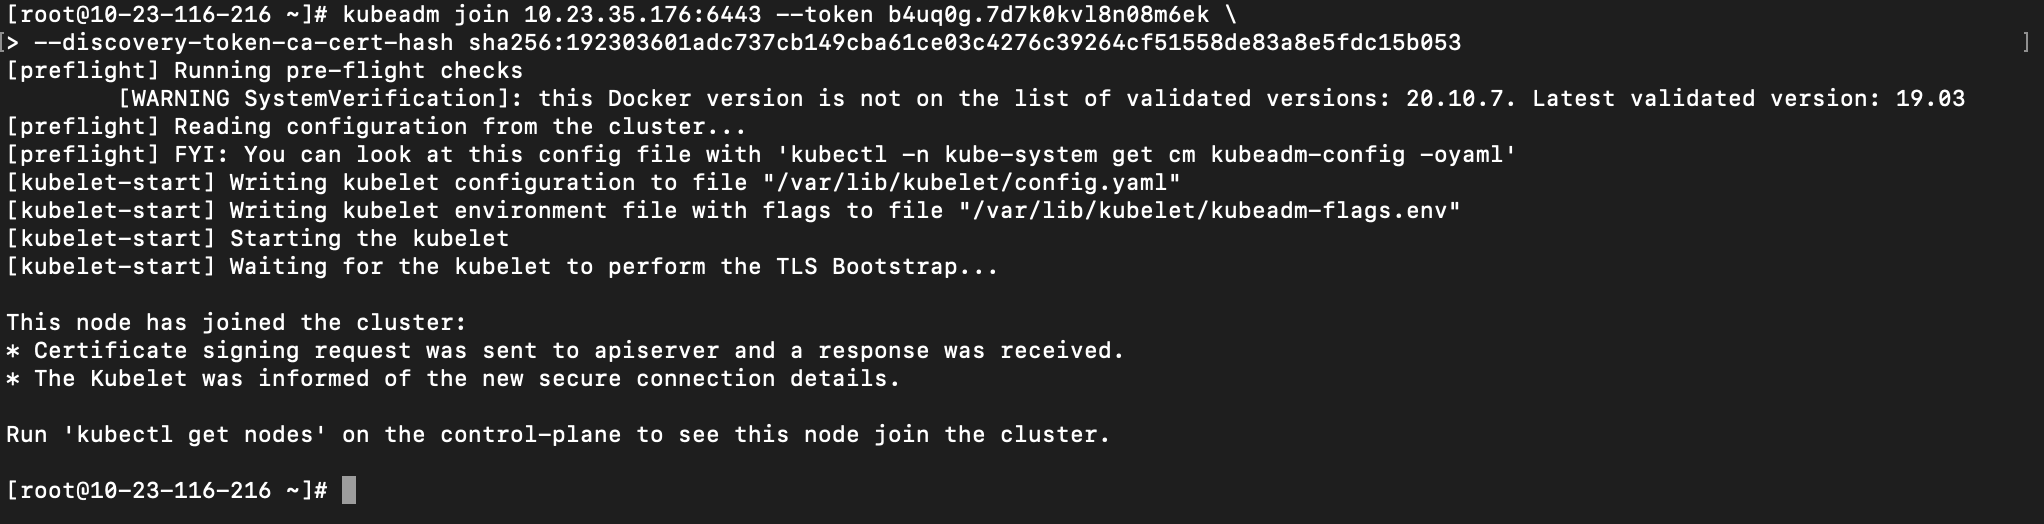 [root@10-23-116-216 ~]# kubeadm join 10.23.35.176:6443 --token b4uq0g.7d7k0kvl8n08m6ek \
[> --discovery-token-ca-cert-hash sha256:192303601adc737cb149cba61ce03c4276c39264cf51558de83a8e5fdc15b053 ]
[preflight] Running pre-flight checks
[WARNING SystemVerification]: this Docker version is not on the list of validated versions: 20.10.7. Latest validated version: 19.03
[preflight] Reading configuration from the cluster...
[preflight] FYI: You can look at this config file with 'kubectl -n kube-system get cm kubeadm-config -oyaml'
[kubelet-start] Writing kubelet configuration to file "/var/lib/kubelet/config.yaml"
[kubelet-start] Writing kubelet environment file with flags to file "/var/lib/kubelet/kubeadm-flags.env"
[kubelet-start] Starting the kubelet
[kubelet-start] Waiting for the kubelet to perform the TLS Bootstrap...
This node has joined the cluster:
* Certificate signing request was sent to apiserver and a response was received.
* The Kubelet was informed of the new secure connection details.
Run 'kubectl get nodes' on the control-plane to see this node join the cluster.
[root@10-23-116-216 ~]#